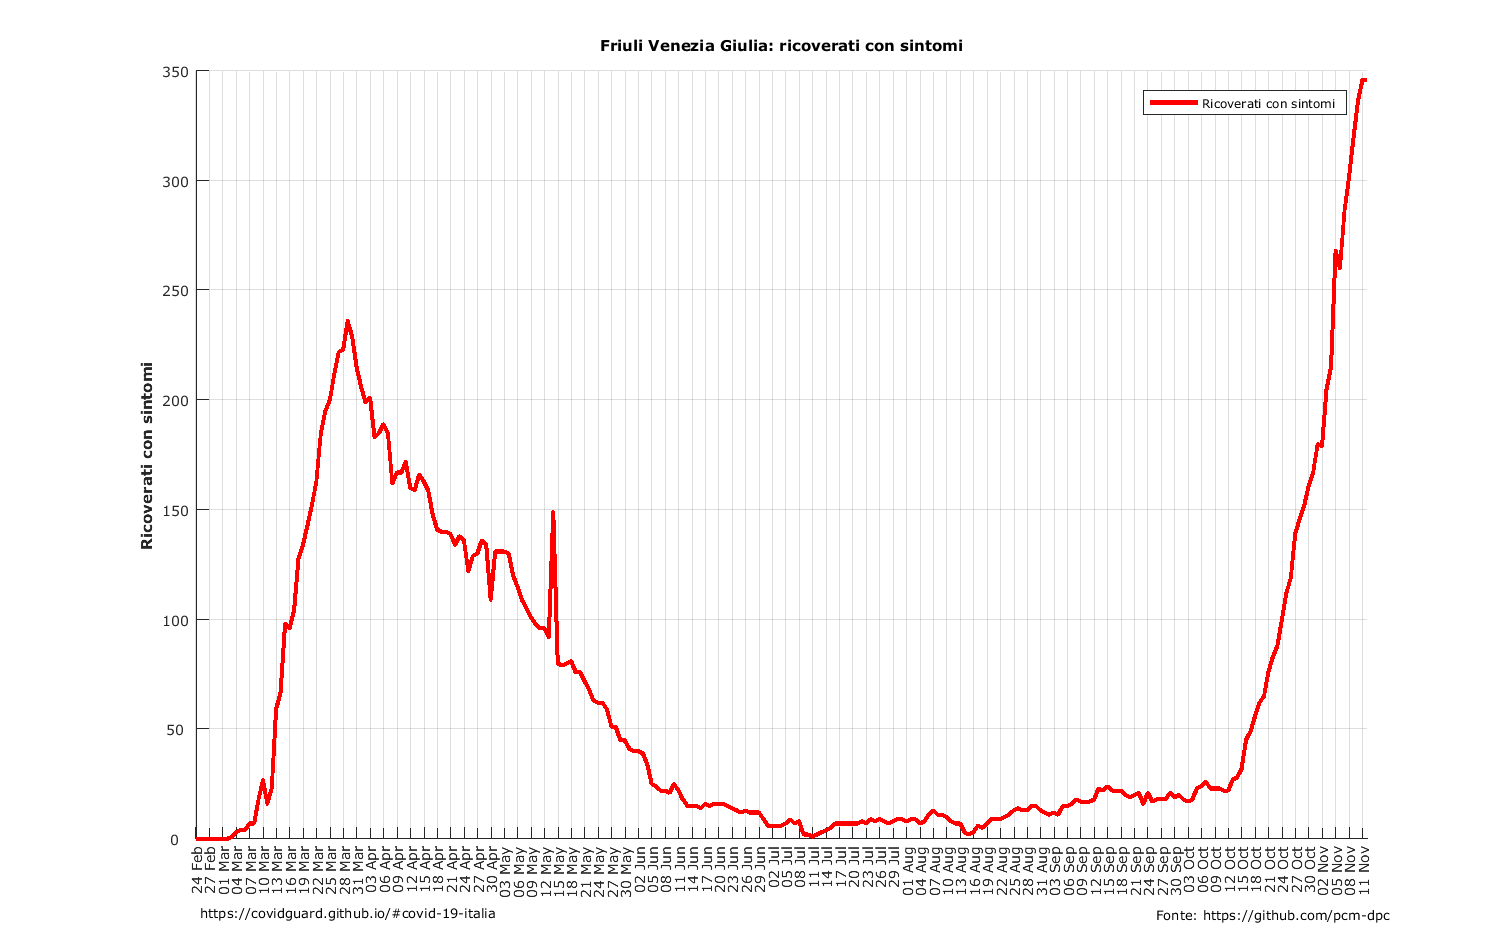 Friuli Venezia Giulia: ricoverati con sintomi
Ricoverati con sintomi
Ricoverati con sintomi
350
300
250
200
150
100
50
0
24 Feb
27 Feb
01 Mar
04 Mar
07 Mar
10 Mar
13 Mar
16 Mar
19 Mar
22 Mar
25 Mar
28 Mar
31 Mar
03 Apr
06 Apr
09 Apr
12 Apr
15 Apr
18 Apr
21 Apr
24 Apr
27 Apr
30 Apr
03 May
06 May
09 May
12 May
15 May
18 May
21 May
24 May
27 May
30 May
02 Jun
05 Jun
08 Jun
11 Jun
14 Jun
17 Jun
20 Jun
23 Jun
26 Jun
29 Jun
02 Jul
05 Jul
08 Jul
11 Jul
14 Jul
17 Jul
20 Jul
23 Jul
26 Jul
29 Jul
01 Aug
04 Aug
07 Aug
10 Aug
13 Aug
16 Aug
19 Aug
22 Aug
25 Aug
28 Aug
31 Aug
03 Sep
06 Sep
09 Sep
12 Sep
15 Sep
18 Sep
21 Sep
24 Sep
27 Sep
30 Sep
03 Oct
06 Oct
09 Oct
12 Oct
15 Oct
18 Oct
21 Oct
24 Oct
27 Oct
30 Oct
02 Nov
05 Nov
08 Nov
11 Nov
https://covidguard.github.io/#covid-19-italia
Fonte: https://github.com/pcm-dpc